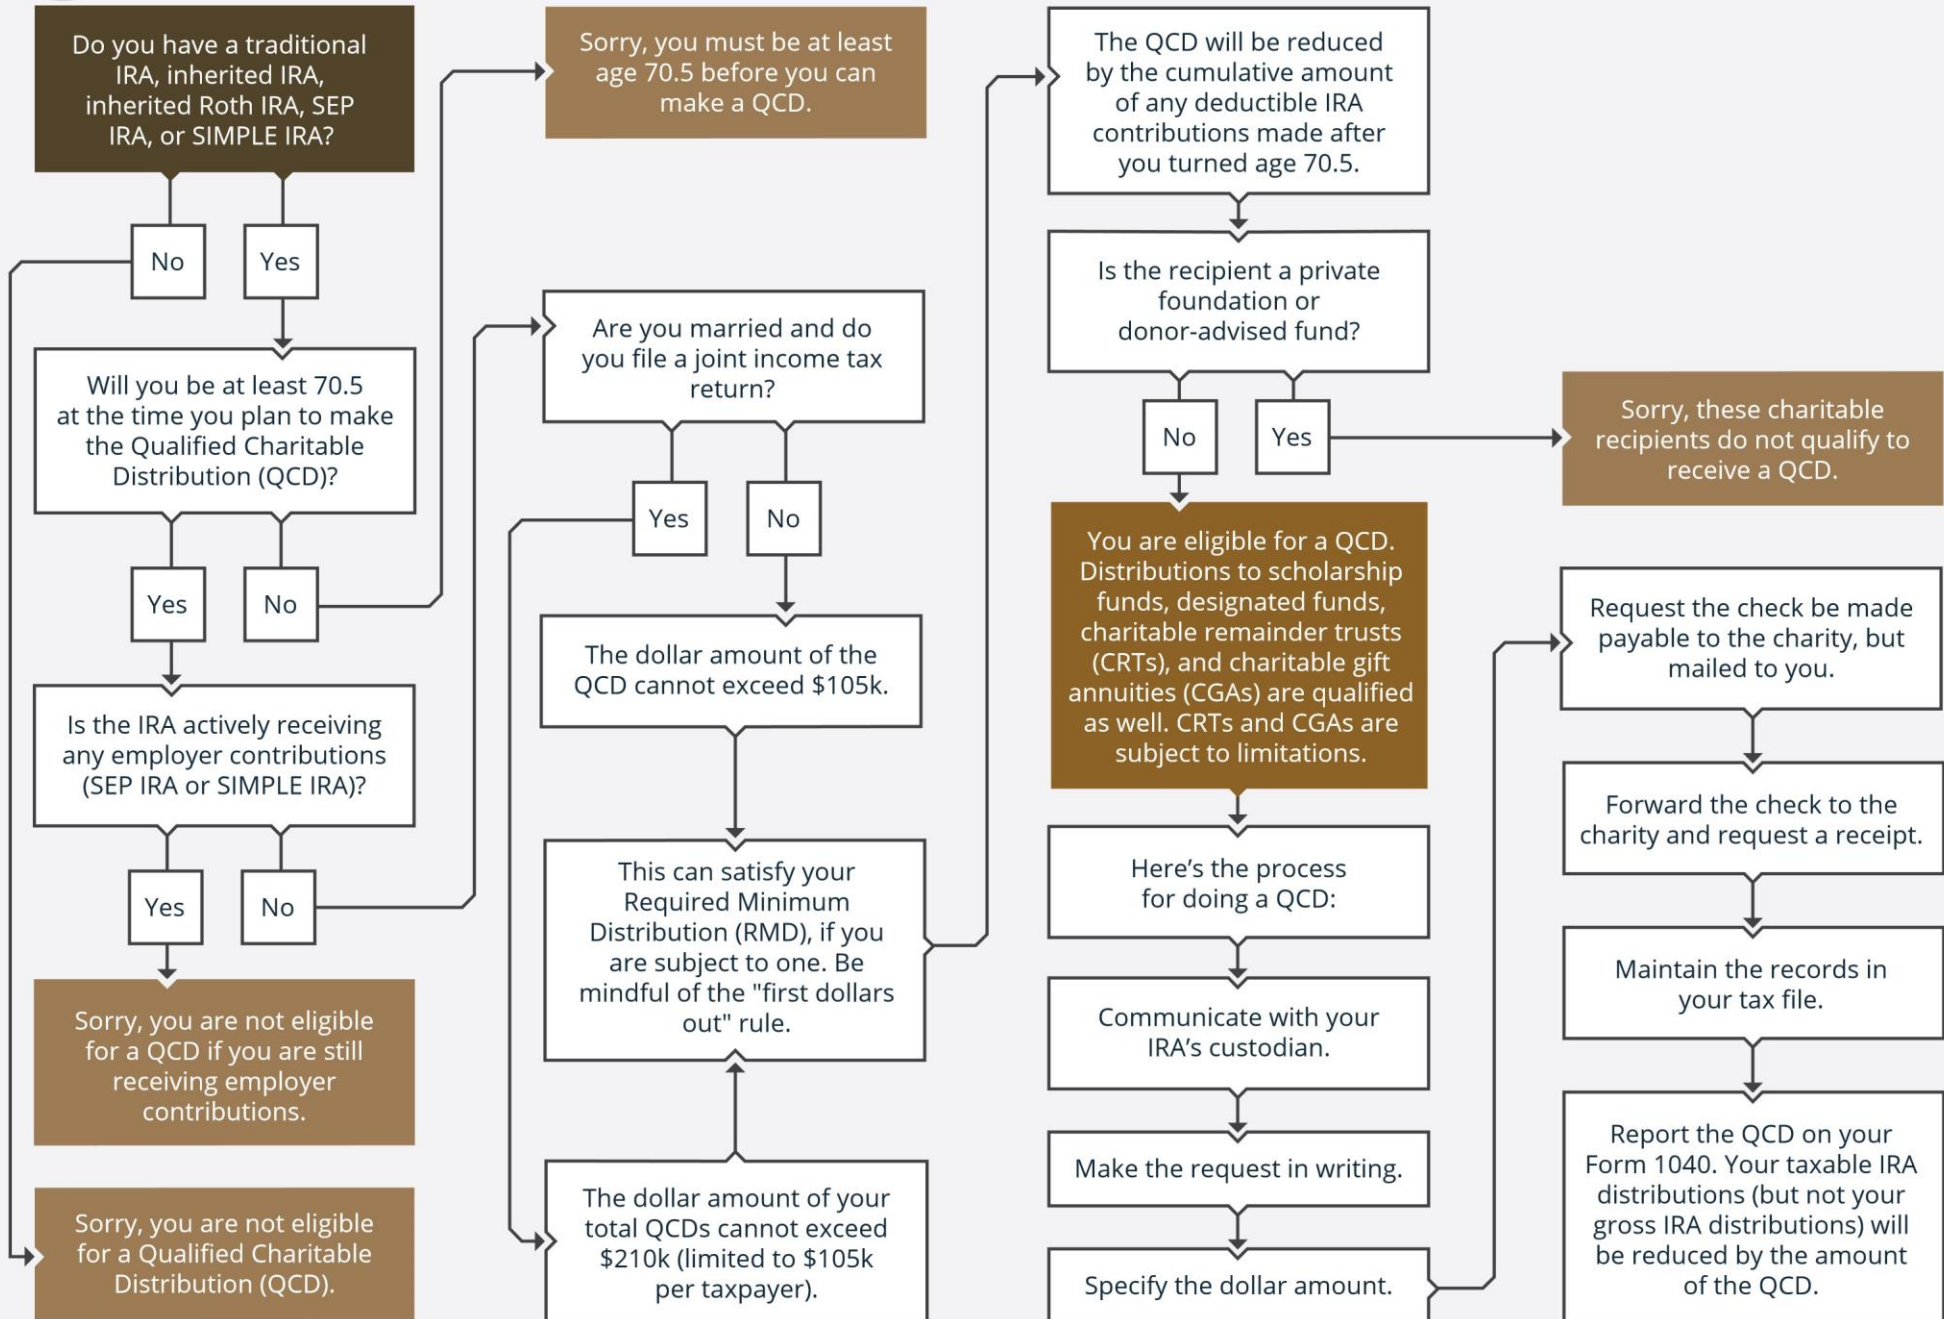 Do you have a traditional
IRA, inherited IRA,
inherited Roth IRA, SEP
IRA, or SIMPLE IRA?
No
Yes
Will you be at least 70.5
at the time you plan to make
the Qualified Charitable
Distribution (QCD)?
Yes
No
Is the IRA actively receiving
any employer contributions
(SEP IRA or SIMPLE IRA)?
Yes
No
Sorry, you are not eligible
for a QCD if you are still
receiving employer
contributions.
Sorry, you are not eligible
for a Qualified Charitable
Distribution (QCD).
Sorry, you must be at least
age 70.5 before you can
make a QCD.
Are you married and do
you file a joint income tax
return?
Yes
No
The dollar amount of the
QCD cannot exceed $105k.
This can satisfy your
Required Minimum
Distribution (RMD), if you
are subject to one. Be
mindful of the "first dollars
out" rule.
The dollar amount of your
total QCDs cannot exceed
$210k (limited to $105k
per taxpayer).
The QCD will be reduced
by the cumulative amount
of any deductible IRA
contributions made after
you turned age 70.5.
Is the recipient a private
foundation or
donor-advised fund?
No
Yes
Sorry, these charitable
recipients do not qualify to
receive a QCD.
You are eligible for a QCD.
Distributions to scholarship
funds, designated funds,
charitable remainder trusts
(CRTs), and charitable gift
annuities (CGAs) are qualified
as well. CRTs and CGAs are
subject to limitations.
Here's the process
for doing a QCD:
Communicate with your
IRA's custodian.
Make the request in writing.
Specify the dollar amount.
Request the check be made
payable to the charity, but
mailed to you.
Forward the check to the
charity and request a receipt.
Maintain the records in
your tax file.
Report the QCD on your
Form 1040. Your taxable IRA
distributions (but not your
gross IRA distributions) will
be reduced by the amount
of the QCD.